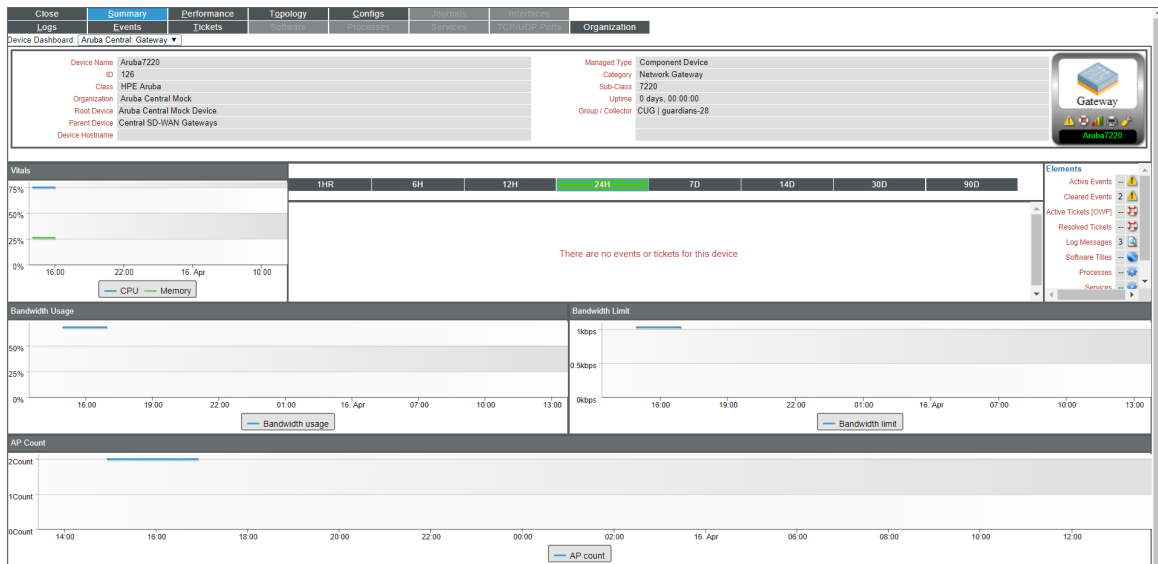 Close Summary Performance Topology Configs Journals Interfaces
Logs Events Tickets Software Processes Services TCP/UDP Ports Organization
Device Dashboard: Aruba Central: Gateway ▼
Device Name Aruba7220 Managed Type Component Device
ID 126 Category Network Gateway
Class HPE Aruba Sub-Class 7220
Organization Aruba Central Mock Uptime 0 days, 00:00:00
Root Device Aruba Central Mock Device Group / Collector CUG | guardians-28
Parent Device Central SD-WAN Gateways
Device Hostname
Gateway
Aruba7220
Vitals
75%
50%
25%
0%
16:00 22:00 16. Apr 10:00
CPU Memory
1HR 6H 12H 24H 7D 14D 30D 90D
There are no events or tickets for this device
Elements
Active Events --
Cleared Events 2
Active Tickets [OWP] --
Resolved Tickets --
Log Messages 3
Software Titles --
Processes --
Services --
Bandwidth Usage
50%
25%
0%
16:00 19:00 22:00 01:00 16. Apr 07:00 10:00 13:00
Bandwidth usage
Bandwidth Limit
1kbps
0.5kbps
0kbps
16:00 19:00 22:00 01:00 16. Apr 07:00 10:00 13:00
Bandwidth limit
AP Count
2Count
1Count
0Count
14:00 16:00 18:00 20:00 22:00 00:00 02:00 16. Apr 06:00 08:00 10:00 12:00
AP count